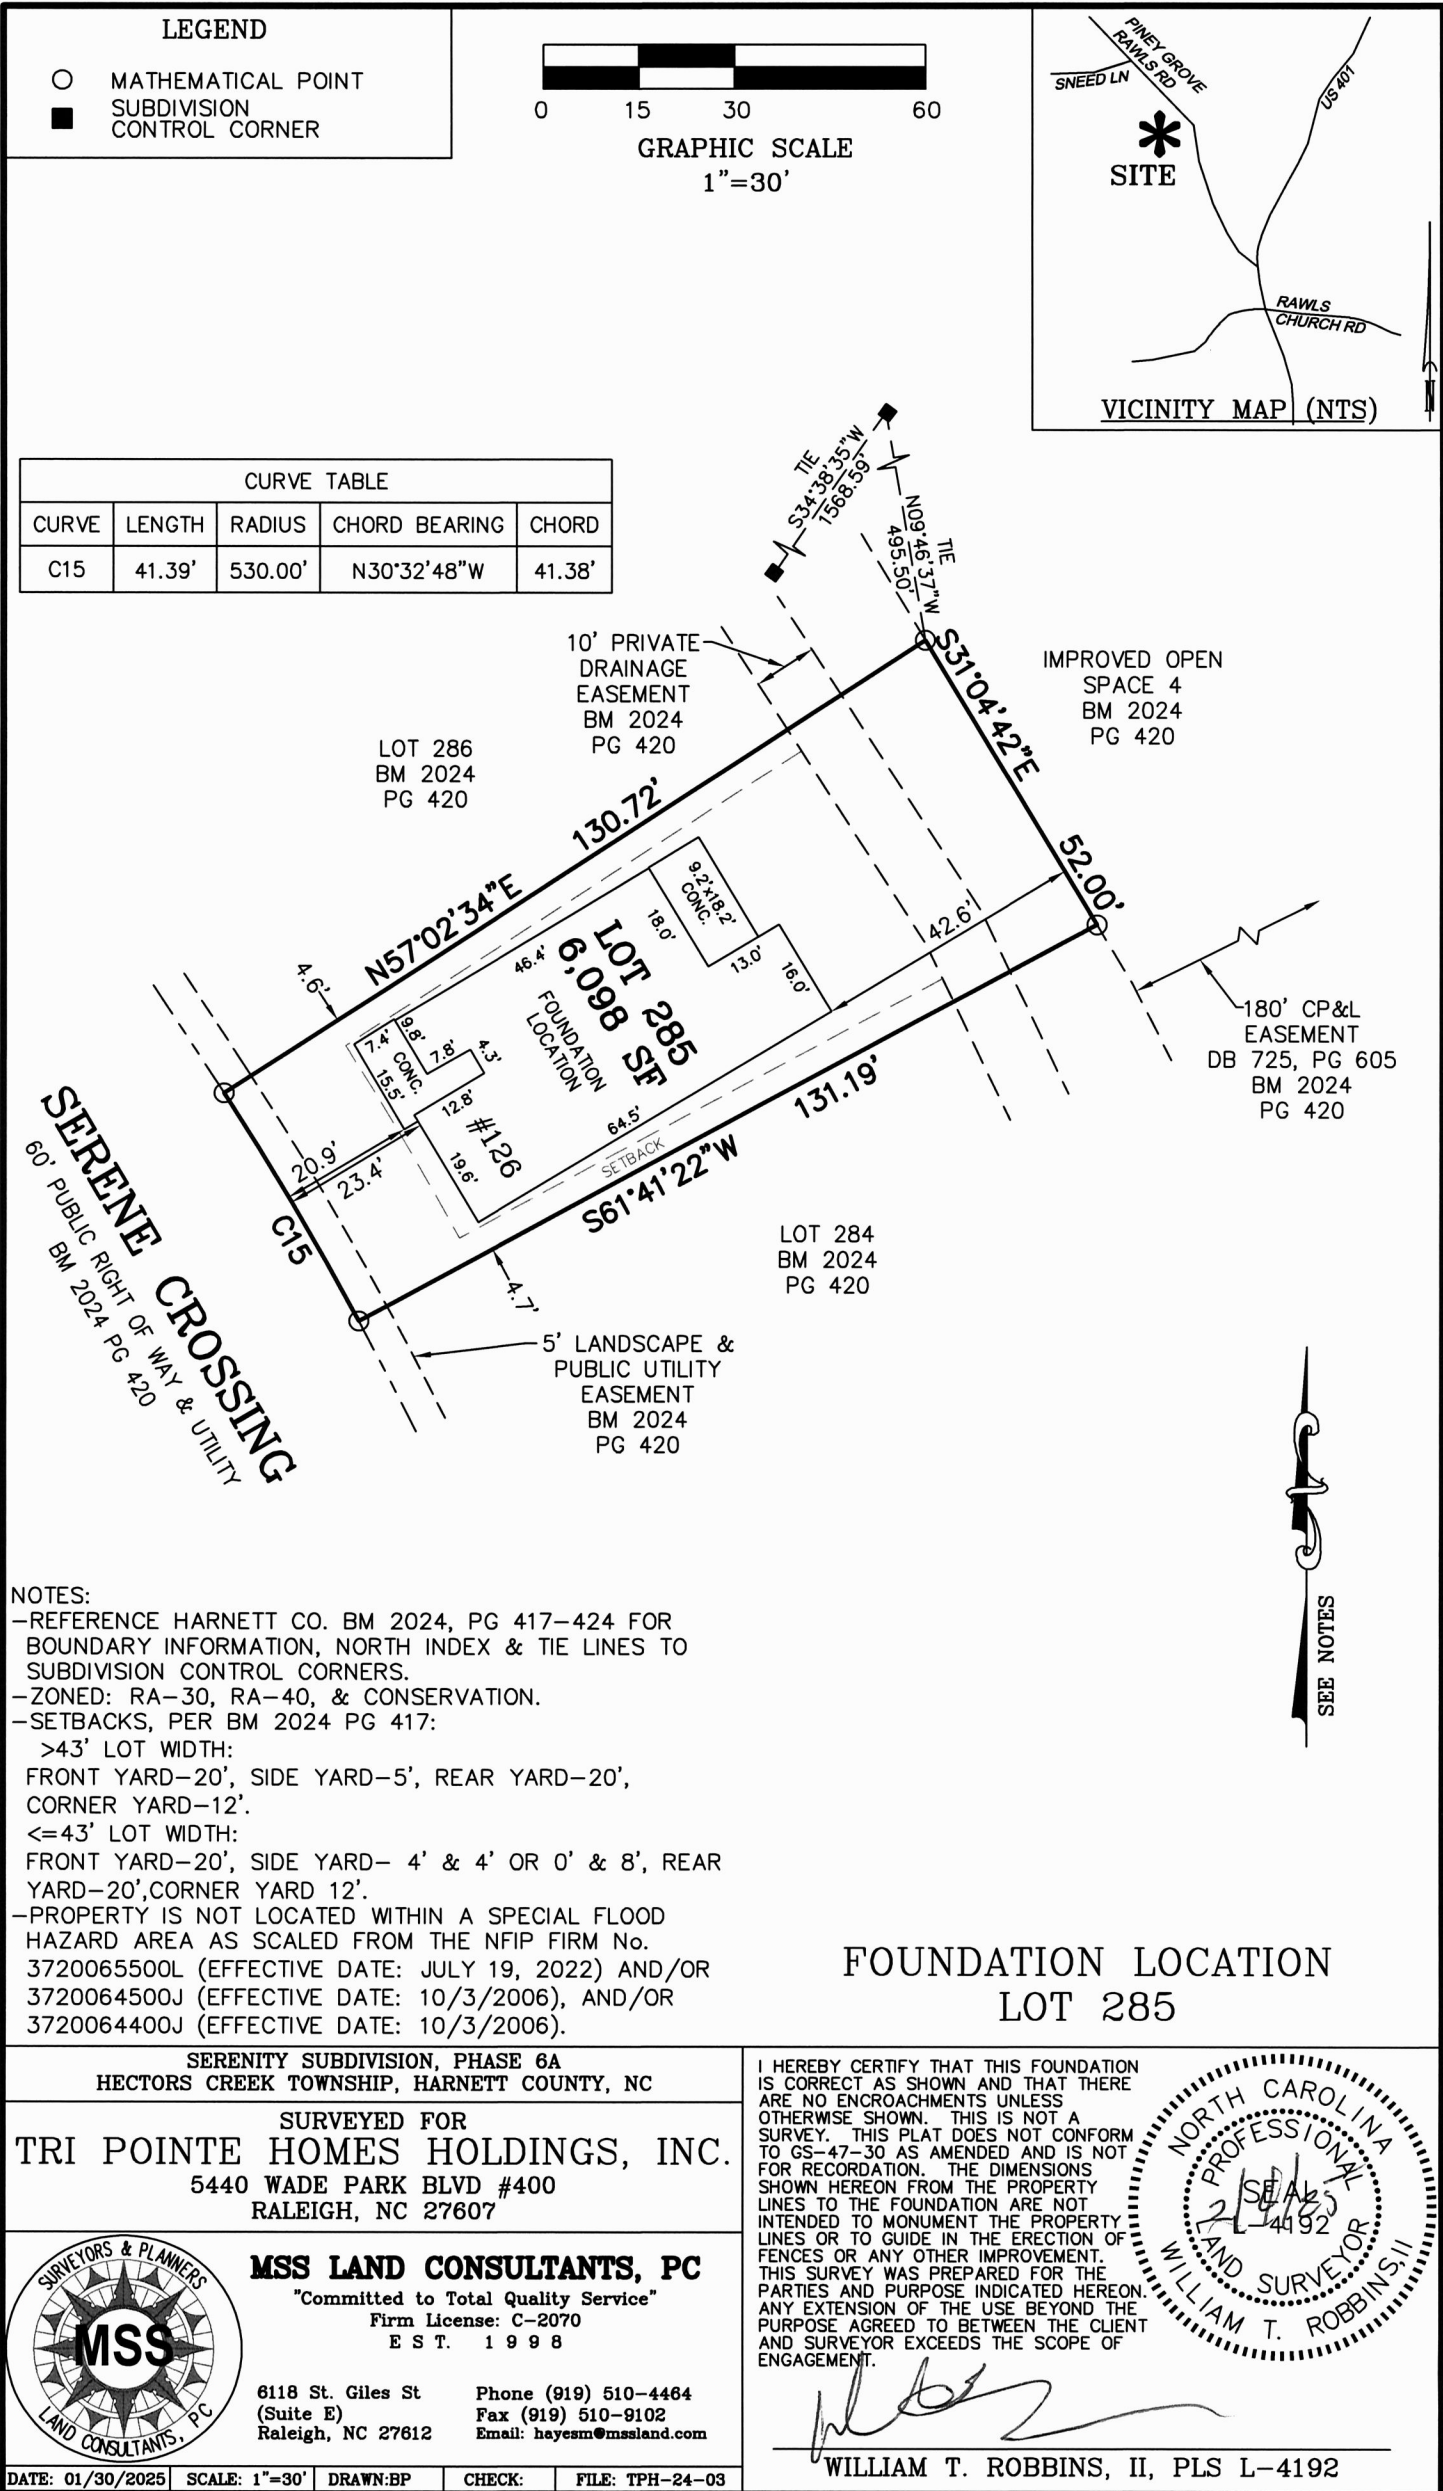 LEGEND
MATHEMATICAL POINT
SUBDIVISION
CONTROL CORNER
0 15 30 60
GRAPHIC SCALE
1"=30'
PINEY GROVE
RAWLS RD
SNEED LN
US 401
SITE
RAWLS
CHURCH RD
VICINITY MAP (NTS)
N
CURVE TABLE
CURVE LENGTH RADIUS CHORD BEARING CHORD
C15 41.39' 530.00' N30°32'48"W 41.38'
TIE
S34°38'35"W
1568.59'
TIE
N09°46'37"W
495.50'
10' PRIVATE
DRAINAGE
EASEMENT
BM 2024
PG 420
IMPROVED OPEN
SPACE 4
BM 2024
PG 420
S31°04'42"E
52.00'
LOT 286
BM 2024
PG 420
N57°02'34"E
130.72'
4.6'
9.2'x18.2'
CONC.
18.0'
13.0'
16.0'
42.6'
46.4'
LOT 285
6,098 SF
FOUNDATION
LOCATION
7.4'
9.8'
CONC.
7.8'
4.3'
15.5'
12.8'
#126
19.6'
64.5'
SETBACK
20.9'
23.4'
C15
S61°41'22"W
131.19'
4.7'
180' CP&L
EASEMENT
DB 725, PG 605
BM 2024
PG 420
LOT 284
BM 2024
PG 420
SERENE CROSSING
60' PUBLIC RIGHT OF WAY & UTILITY
BM 2024 PG 420
5' LANDSCAPE &
PUBLIC UTILITY
EASEMENT
BM 2024
PG 420
SEE NOTES
NOTES:
-REFERENCE HARNETT CO. BM 2024, PG 417-424 FOR
BOUNDARY INFORMATION, NORTH INDEX & TIE LINES TO
SUBDIVISION CONTROL CORNERS.
-ZONED: RA-30, RA-40, & CONSERVATION.
-SETBACKS, PER BM 2024 PG 417:
>43' LOT WIDTH:
FRONT YARD-20', SIDE YARD-5', REAR YARD-20',
CORNER YARD-12'.
<=43' LOT WIDTH:
FRONT YARD-20', SIDE YARD- 4' & 4' OR 0' & 8', REAR
YARD-20',CORNER YARD 12'.
-PROPERTY IS NOT LOCATED WITHIN A SPECIAL FLOOD
HAZARD AREA AS SCALED FROM THE NFIP FIRM No.
3720065500L (EFFECTIVE DATE: JULY 19, 2022) AND/OR
3720064500J (EFFECTIVE DATE: 10/3/2006), AND/OR
3720064400J (EFFECTIVE DATE: 10/3/2006).
FOUNDATION LOCATION
LOT 285
SERENITY SUBDIVISION, PHASE 6A
HECTORS CREEK TOWNSHIP, HARNETT COUNTY, NC
SURVEYED FOR
TRI POINTE HOMES HOLDINGS, INC.
5440 WADE PARK BLVD #400
RALEIGH, NC 27607
SURVEYORS & PLANNERS
MSS
LAND CONSULTANTS, PC
MSS LAND CONSULTANTS, PC
"Committed to Total Quality Service"
Firm License: C-2070
EST. 1998
6118 St. Giles St
(Suite E)
Raleigh, NC 27612
Phone (919) 510-4464
Fax (919) 510-9102
Email: hayesm@mssland.com
DATE: 01/30/2025 SCALE: 1"=30' DRAWN:BP CHECK: FILE: TPH-24-03
I HEREBY CERTIFY THAT THIS FOUNDATION
IS CORRECT AS SHOWN AND THAT THERE
ARE NO ENCROACHMENTS UNLESS
OTHERWISE SHOWN. THIS IS NOT A
SURVEY. THIS PLAT DOES NOT CONFORM
TO GS-47-30 AS AMENDED AND IS NOT
FOR RECORDATION. THE DIMENSIONS
SHOWN HEREON FROM THE PROPERTY
LINES TO THE FOUNDATION ARE NOT
INTENDED TO MONUMENT THE PROPERTY
LINES OR TO GUIDE IN THE ERECTION OF
FENCES OR ANY OTHER IMPROVEMENT.
THIS SURVEY WAS PREPARED FOR THE
PARTIES AND PURPOSE INDICATED HEREON.
ANY EXTENSION OF THE USE BEYOND THE
PURPOSE AGREED TO BETWEEN THE CLIENT
AND SURVEYOR EXCEEDS THE SCOPE OF
ENGAGEMENT.
NORTH CAROLINA
PROFESSIONAL
SEAL
L-4192
LAND SURVEYOR
WILLIAM T. ROBBINS, II
WILLIAM T. ROBBINS, II, PLS L-4192